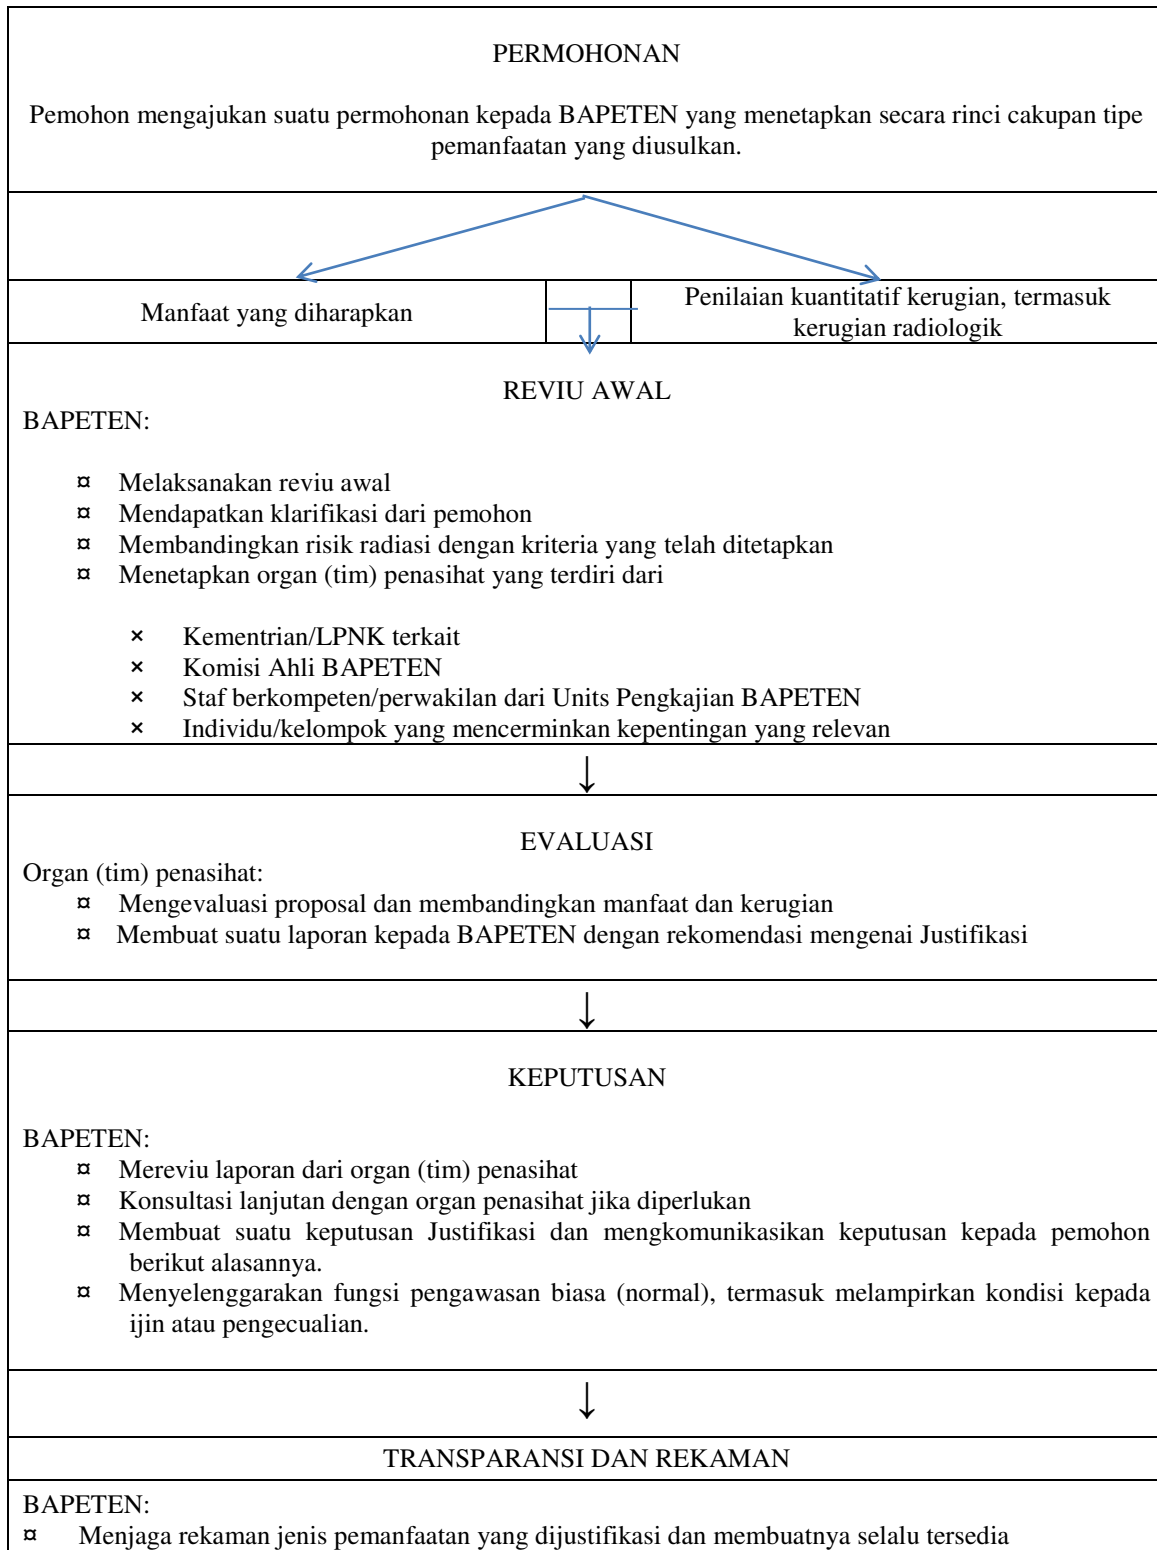 PERMOHONAN
Pemohon mengajukan suatu permohonan kepada BAPETEN yang menetapkan secara rinci cakupan tipe
pemanfaatan yang diusulkan.
Manfaat yang diharapkan
Penilaian kuantitatif kerugian, termasuk
kerugian radiologik
REVIU AWAL
BAPETEN:
¤ Melaksanakan reviu awal
¤ Mendapatkan klarifikasi dari pemohon
¤ Membandingkan risik radiasi dengan kriteria yang telah ditetapkan
¤ Menetapkan organ (tim) penasihat yang terdiri dari
× Kementrian/LPNK terkait
× Komisi Ahli BAPETEN
× Staf berkompeten/perwakilan dari Units Pengkajian BAPETEN
× Individu/kelompok yang mencerminkan kepentingan yang relevan
↓
EVALUASI
Organ (tim) penasihat:
¤ Mengevaluasi proposal dan membandingkan manfaat dan kerugian
¤ Membuat suatu laporan kepada BAPETEN dengan rekomendasi mengenai Justifikasi
↓
KEPUTUSAN
BAPETEN:
¤ Mereviu laporan dari organ (tim) penasihat
¤ Konsultasi lanjutan dengan organ penasihat jika diperlukan
¤ Membuat suatu keputusan Justifikasi dan mengkomunikasikan keputusan kepada pemohon
berikut alasannya.
¤ Menyelenggarakan fungsi pengawasan biasa (normal), termasuk melampirkan kondisi kepada
ijin atau pengecualian.
↓
TRANSPARANSI DAN REKAMAN
BAPETEN:
¤ Menjaga rekaman jenis pemanfaatan yang dijustifikasi dan membuatnya selalu tersedia